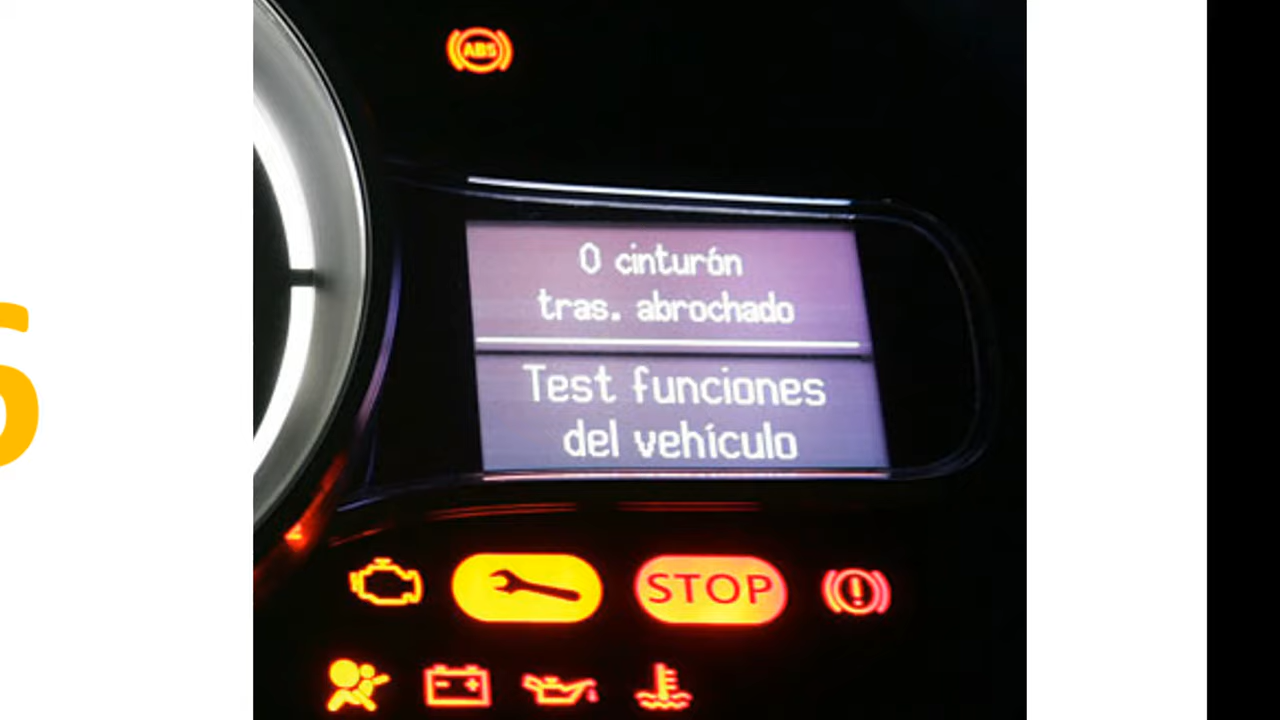 ABS
0 cinturón
tras. abrochado
Test funciones
del vehículo
STOP